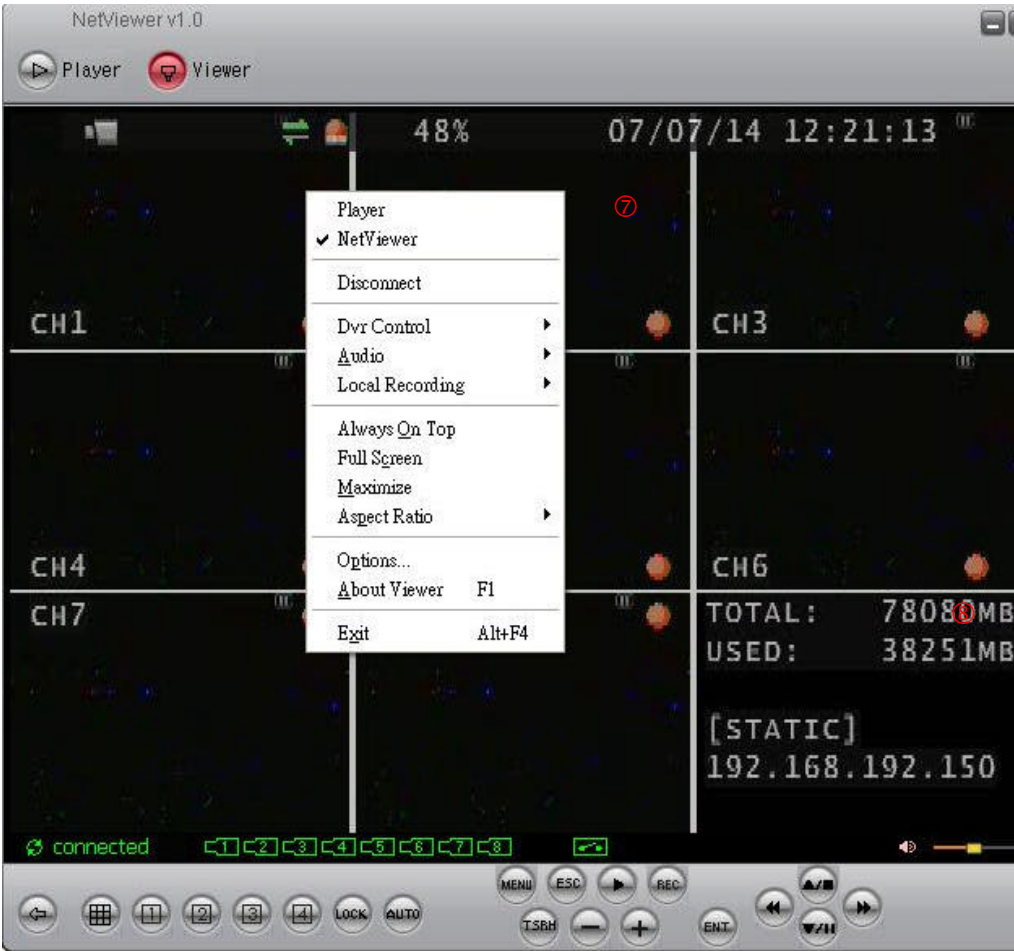 NetViewer v1.0
Player Viewer
48% 07/07/14 12:21:13
⑦
Player
✓ NetViewer
Disconnect
Dvr Control
Audio
Local Recording
Always On Top
Full Screen
Maximize
Aspect Ratio
Options...
About Viewer F1
Exit Alt+F4
CH1
CH3
CH4
CH6
CH7
TOTAL: 78080MB
⑧
USED: 38251MB
[STATIC]
192.168.192.150
connected 1 2 3 4 5 6 7 8
MENU ESC REC
1 2 3 4 LOCK AUTO
TSRH ENT